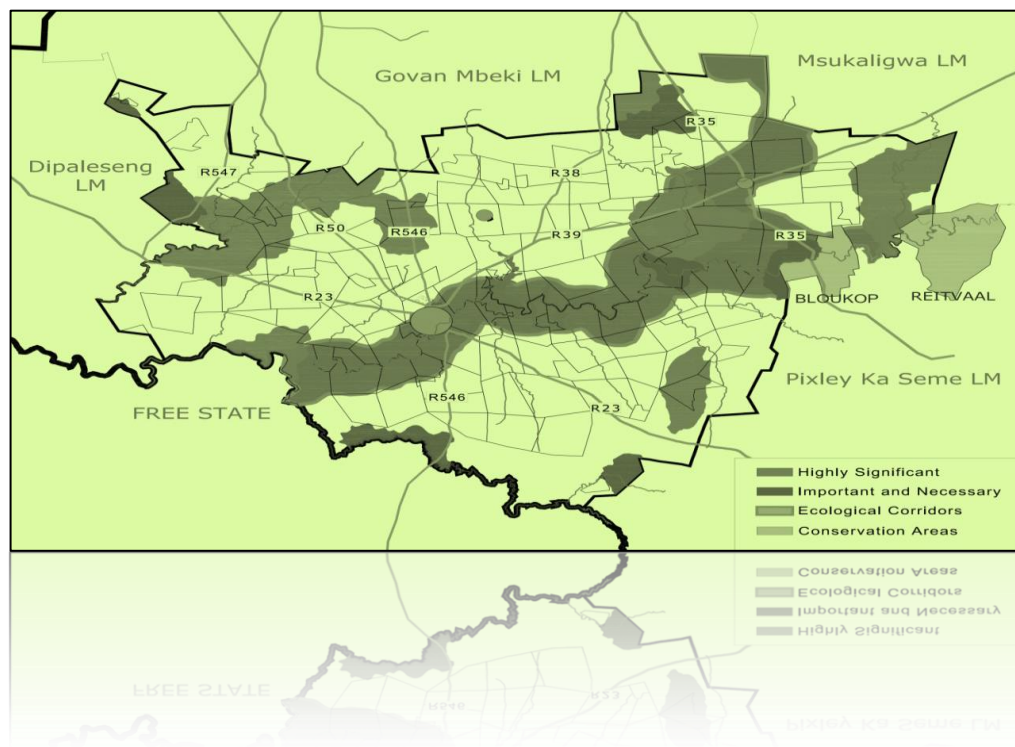 Govan Mbeki LM
Msukaligwa LM
R35
Dipaleseng
LM
R547
R38
R50
R546
R39
R35
R23
BLOUKOP
REITVAAL
Pixley Ka Seme LM
FREE STATE
R546
R23
Highly Significant
Important and Necessary
Ecological Corridors
Conservation Areas